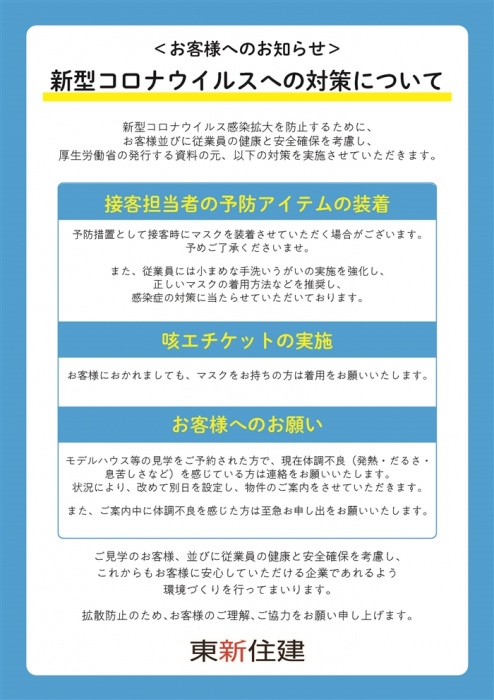 ＜お客様へのお知らせ＞
新型コロナウイルスへの対策について
新型コロナウイルス感染拡大を防止するために、
お客様並びに従業員の健康と安全確保を考慮し、
厚生労働省の発行する資料の元、以下の対策を実施させていただきます。
接客担当者の予防アイテムの装着
予防措置として接客時にマスクを装着させていただく場合がございます。
予めご了承くださいませ。
また、従業員には小まめな手洗いうがいの実施を強化し、
正しいマスクの着用方法などを推奨し、
感染症の対策に当たらせていただいております。
咳エチケットの実施
お客様におかれましても、マスクをお持ちの方は着用をお願いいたします。
お客様へのお願い
モデルハウス等の見学をご予約された方で、現在体調不良（発熱・だるさ・
息苦しさなど）を感じている方は連絡をお願いいたします。
状況により、改めて別日を設定し、物件のご案内をさせていただきます。
また、ご案内中に体調不良を感じた方は至急お申し出をお願いいたします。
ご見学のお客様、並びに従業員の健康と安全確保を考慮し、
これからもお客様に安心していただける企業であれるよう
環境づくりを行ってまいります。
拡散防止のため、お客様のご理解、ご協力をお願い申し上げます。
東新住建